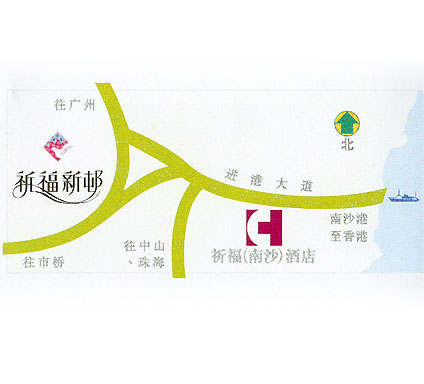 往广州
北
祈福新邨
进港大道
南沙港
至香港
往中山
、珠海
祈福(南沙)酒店
往市桥